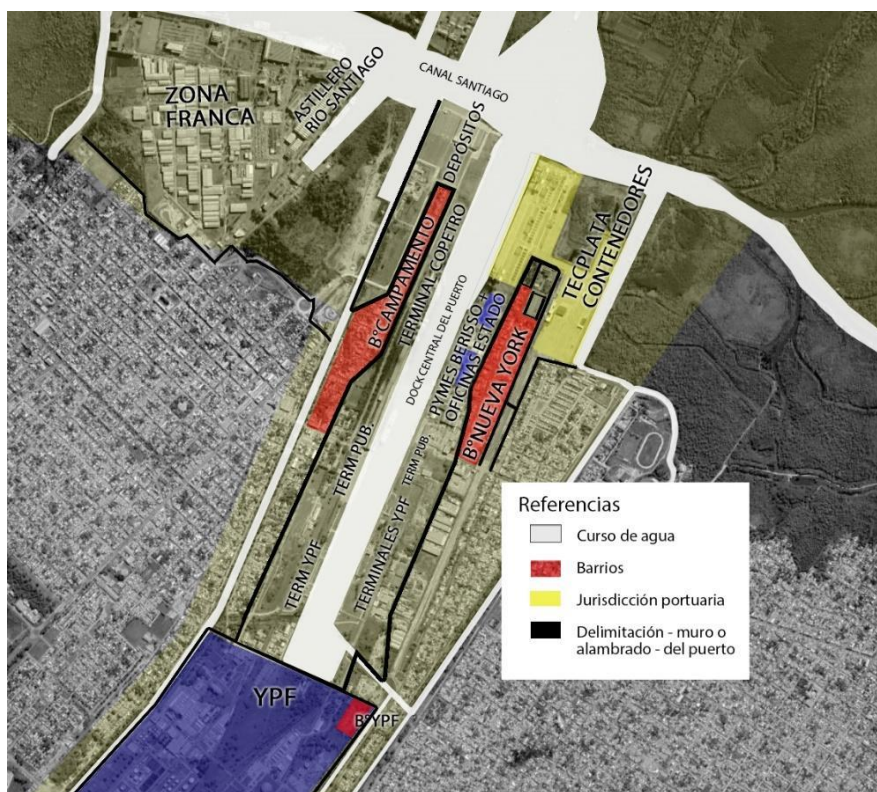 CANAL SANTIAGO
ZONA
FRANCA
ASTILLERO
RIO SANTIAGO
DEPÓSITOS
B°CAMPAMENTO
TERMINAL COPETRO
DOCK CENTRAL DEL PUERTO
TECPLATA
CONTENEDORES
PYMES BERISSO +
OFICINAS ESTADO
B°NUEVA YORK
TERM PUB.
TERM PUB.
TERM YPF
TERMINALES YPF
YPF
B°YPF
Referencias
Curso de agua
Barrios
Jurisdicción portuaria
Delimitación - muro o
alambrado - del puerto